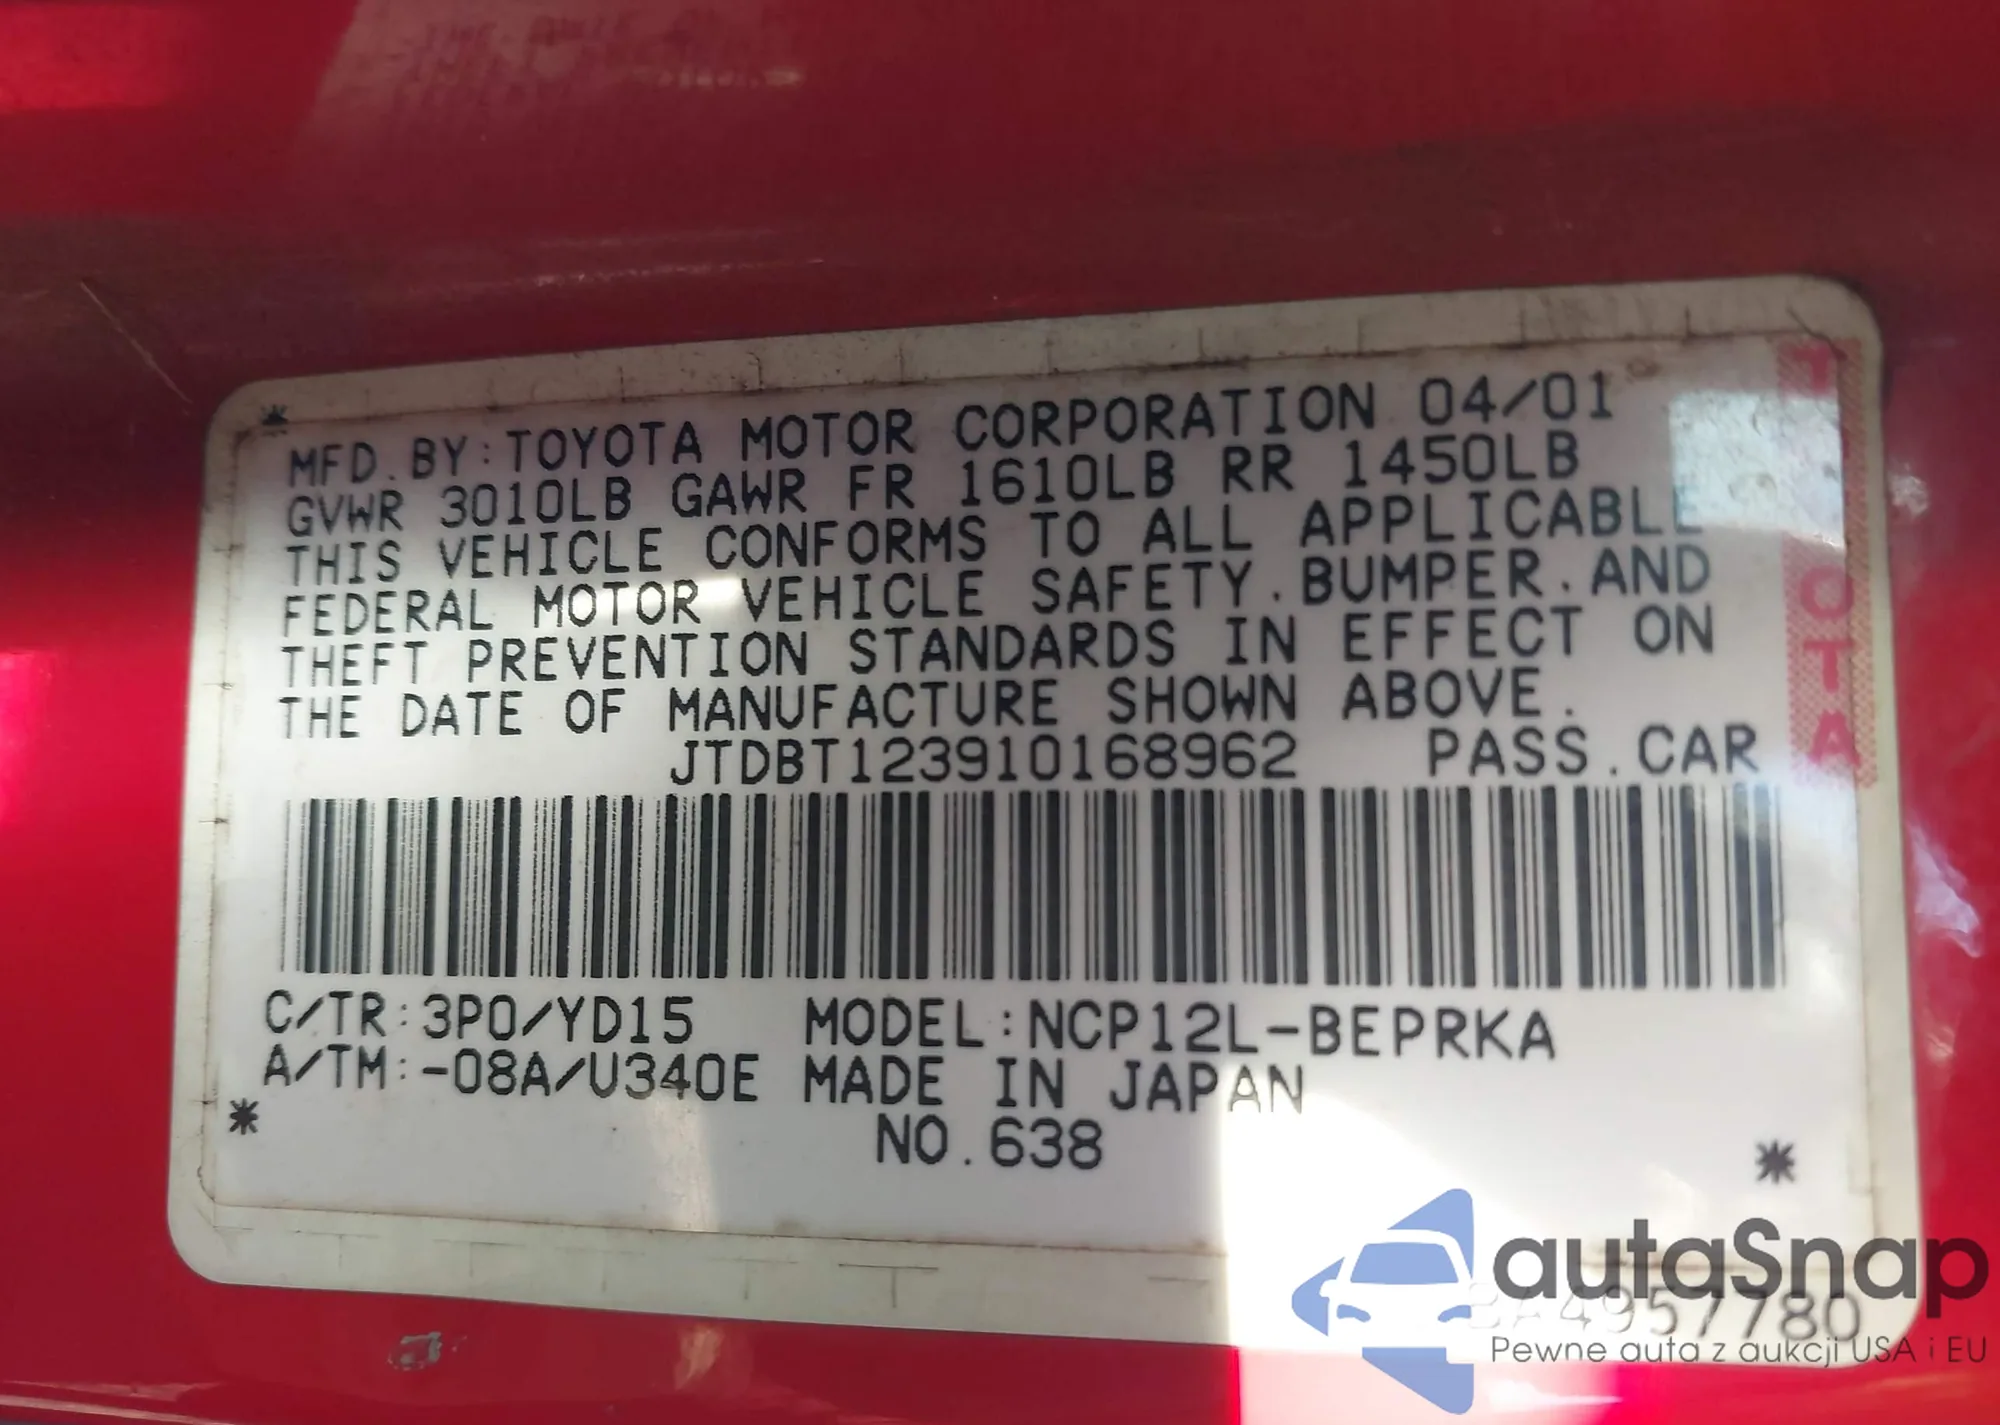 MFD.BY:TOYOTA MOTOR CORPORATION 04/01
GVWR 3010LB GAWR FR 1610LB RR 1450LB
THIS VEHICLE CONFORMS TO ALL APPLICABLE
FEDERAL MOTOR VEHICLE SAFETY.BUMPER.AND
THEFT PREVENTION STANDARDS IN EFFECT ON
THE DATE OF MANUFACTURE SHOWN ABOVE.
JTDBT123910168962 PASS.CAR
C/TR:3P0/YD15 MODEL:NCP12L-BEPRKA
A/TM:-08A/U340E MADE IN JAPAN
* NO.638 *
autaSnap
Pewne auta z aukcji USA i EU